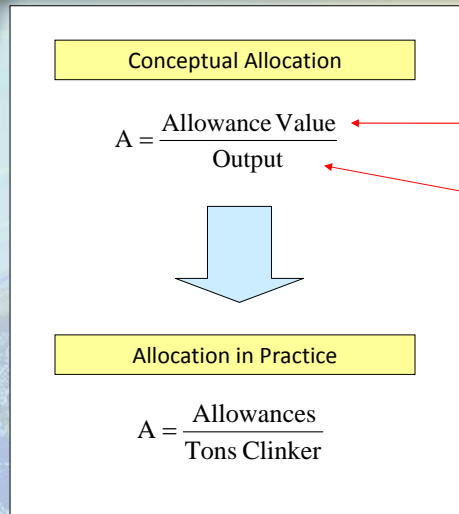 Conceptual Allocation
A = Allowance Value / Output
Allocation in Practice
A = Allowances / Tons Clinker